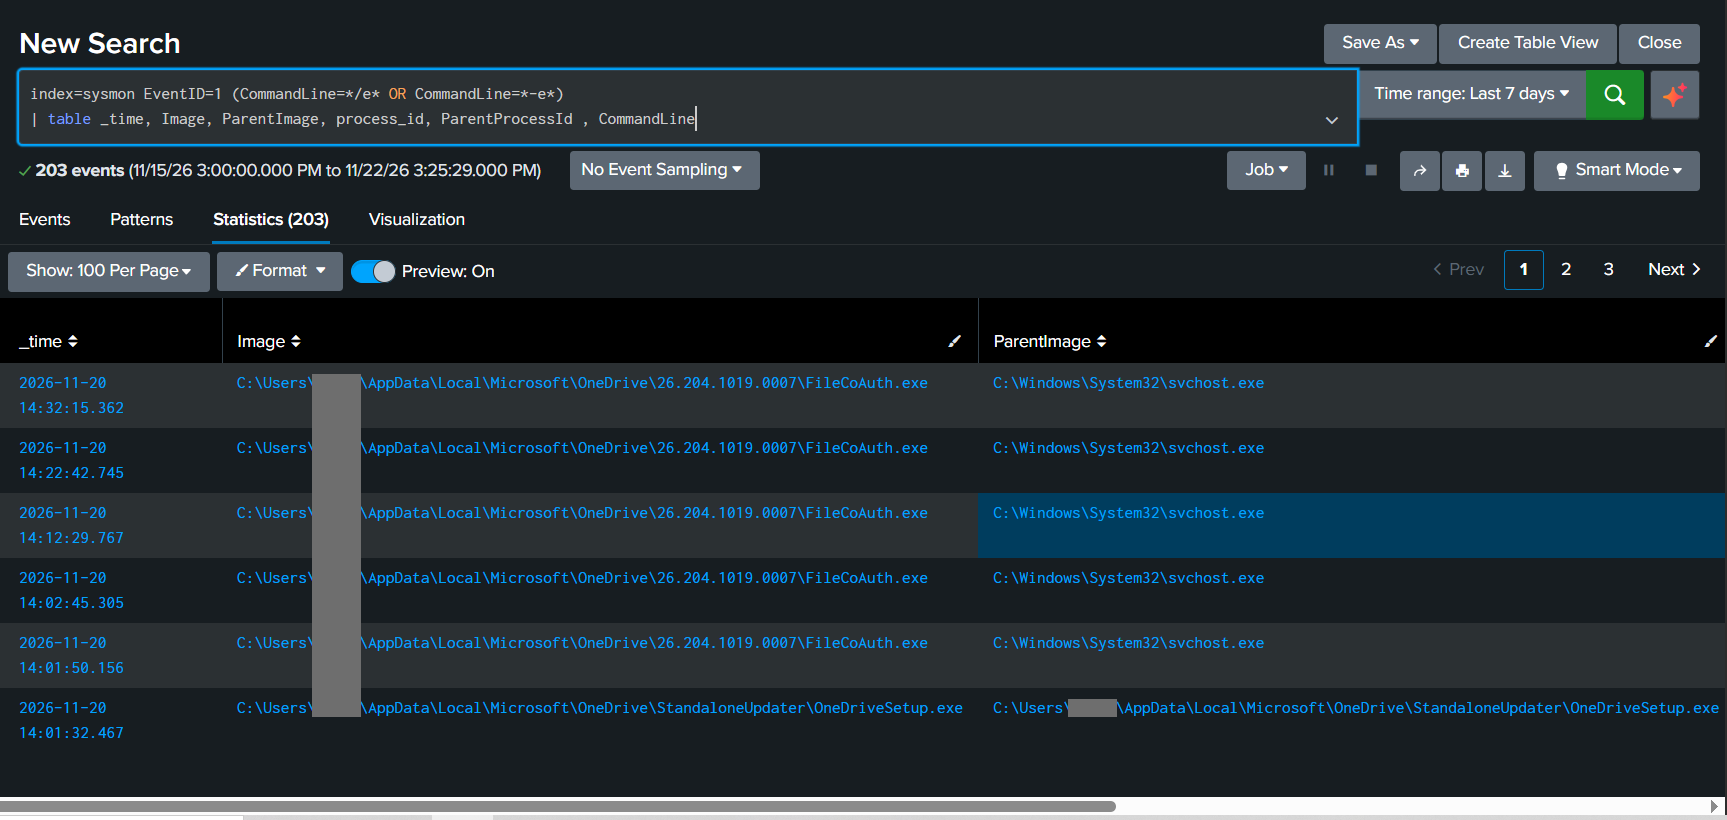 New Search
Save As
Create Table View
Close
index=sysmon EventID=1 (CommandLine=*/e* OR CommandLine=*-e*)
| table _time, Image, ParentImage, process_id, ParentProcessId , CommandLine
Time range: Last 7 days
203 events (11/15/26 3:00:00.000 PM to 11/22/26 3:25:29.000 PM)
No Event Sampling
Job
Smart Mode
Events
Patterns
Statistics (203)
Visualization
Show: 100 Per Page
Format
Preview: On
Prev
1
2
3
Next
_time
Image
ParentImage
2026-11-20
14:32:15.362
C:\Users\ \AppData\Local\Microsoft\OneDrive\26.204.1019.0007\FileCoAuth.exe
C:\Windows\System32\svchost.exe
2026-11-20
14:22:42.745
C:\Users\ \AppData\Local\Microsoft\OneDrive\26.204.1019.0007\FileCoAuth.exe
C:\Windows\System32\svchost.exe
2026-11-20
14:12:29.767
C:\Users\ \AppData\Local\Microsoft\OneDrive\26.204.1019.0007\FileCoAuth.exe
C:\Windows\System32\svchost.exe
2026-11-20
14:02:45.305
C:\Users\ \AppData\Local\Microsoft\OneDrive\26.204.1019.0007\FileCoAuth.exe
C:\Windows\System32\svchost.exe
2026-11-20
14:01:50.156
C:\Users\ \AppData\Local\Microsoft\OneDrive\26.204.1019.0007\FileCoAuth.exe
C:\Windows\System32\svchost.exe
2026-11-20
14:01:32.467
C:\Users\ \AppData\Local\Microsoft\OneDrive\StandaloneUpdater\OneDriveSetup.exe
C:\Users\ \AppData\Local\Microsoft\OneDrive\StandaloneUpdater\OneDriveSetup.exe